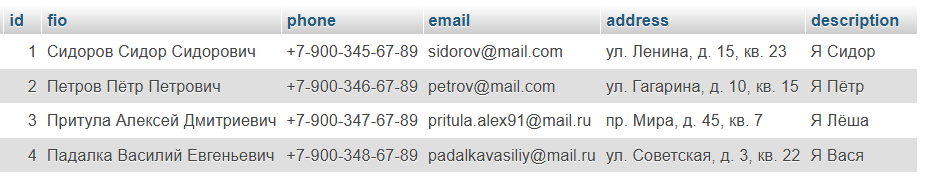 id fio phone email address description
1 Сидоров Сидор Сидорович +7-900-345-67-89 sidorov@mail.com ул. Ленина, д. 15, кв. 23 Я Сидор
2 Петров Пётр Петрович +7-900-346-67-89 petrov@mail.com ул. Гагарина, д. 10, кв. 15 Я Пётр
3 Притула Алексей Дмитриевич +7-900-347-67-89 pritula.alex91@mail.ru пр. Мира, д. 45, кв. 7 Я Лёша
4 Падалка Василий Евгеньевич +7-900-348-67-89 padalkavasiliy@mail.ru ул. Советская, д. 3, кв. 22 Я Вася